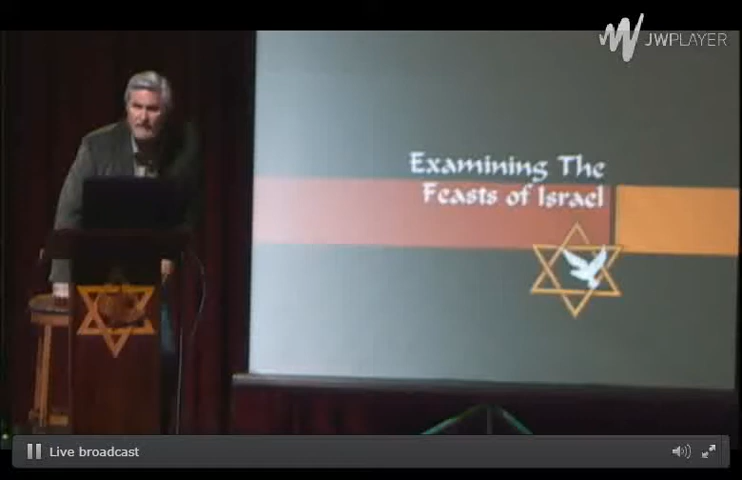 JWPLAYER
Examining The
Feasts of Israel
Live broadcast